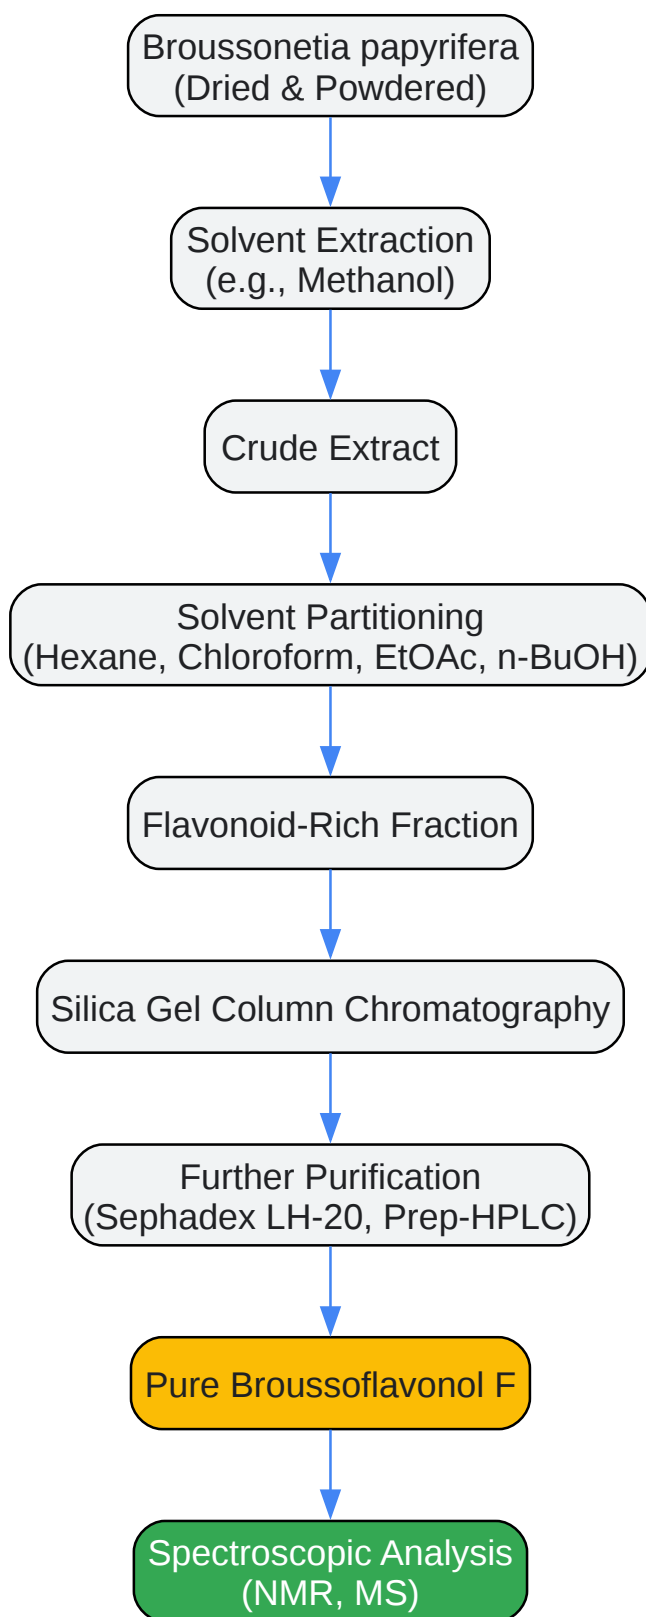 Broussonetia papyrifera
(Dried & Powdered)
Solvent Extraction
(e.g., Methanol)
Crude Extract
Solvent Partitioning
(Hexane, Chloroform, EtOAc, n-BuOH)
Flavonoid-Rich Fraction
Silica Gel Column Chromatography
Further Purification
(Sephadex LH-20, Prep-HPLC)
Pure Broussoflavonol F
Spectroscopic Analysis
(NMR, MS)